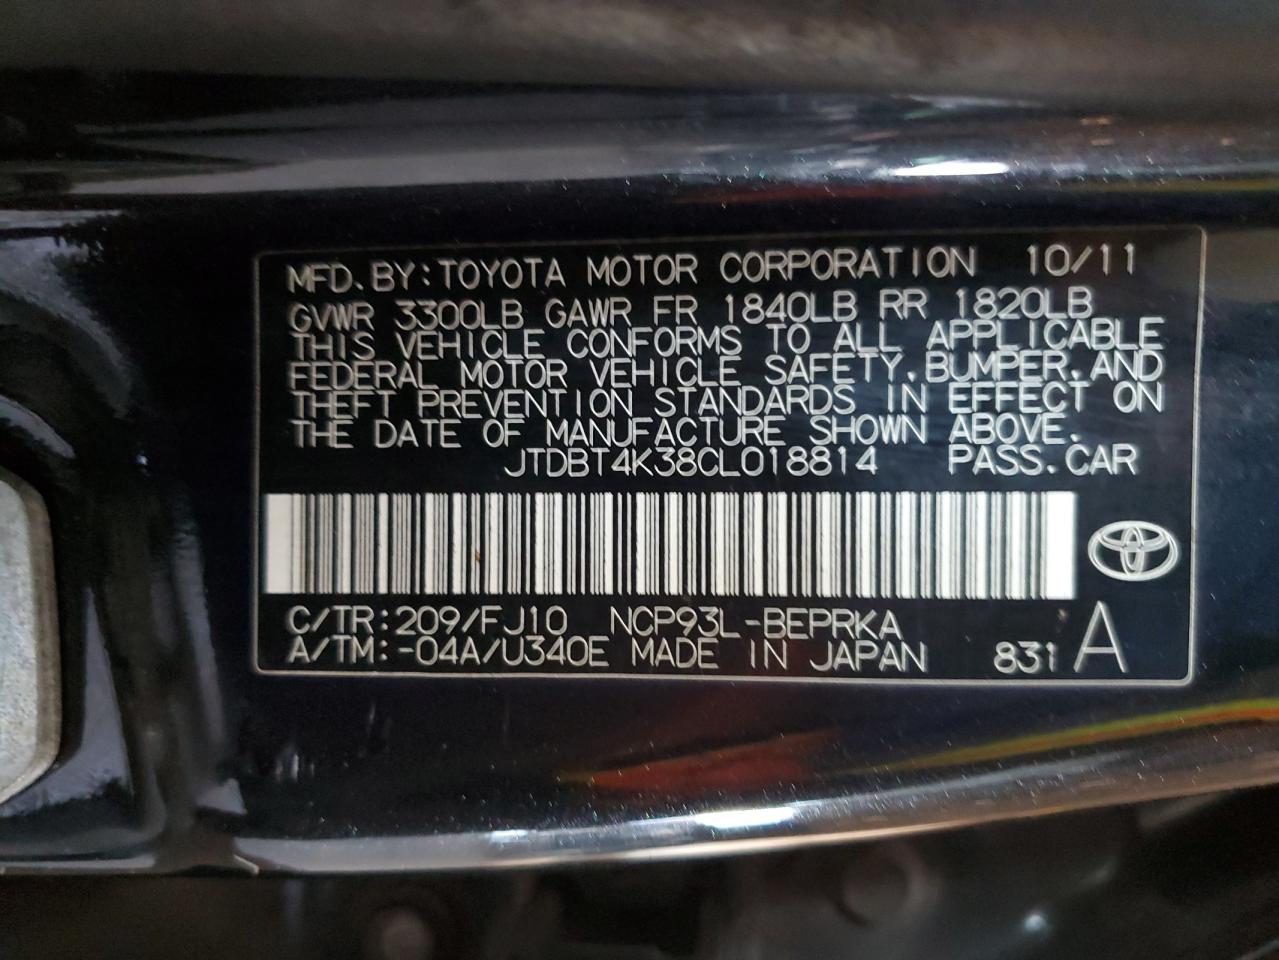 MFD.BY:TOYOTA MOTOR CORPORATION 10/11
GVWR 3300LB GAWR FR 1840LB RR 1820LB
THIS VEHICLE CONFORMS TO ALL APPLICABLE
FEDERAL MOTOR VEHICLE SAFETY,BUMPER,AND
THEFT PREVENTION STANDARDS IN EFFECT ON
THE DATE OF MANUFACTURE SHOWN ABOVE.
JTDBT4K38CL018814 PASS.CAR
C/TR:209/FJ10 NCP93L-BEPRKA
A/TM:-04A/U340E MADE IN JAPAN 831 A